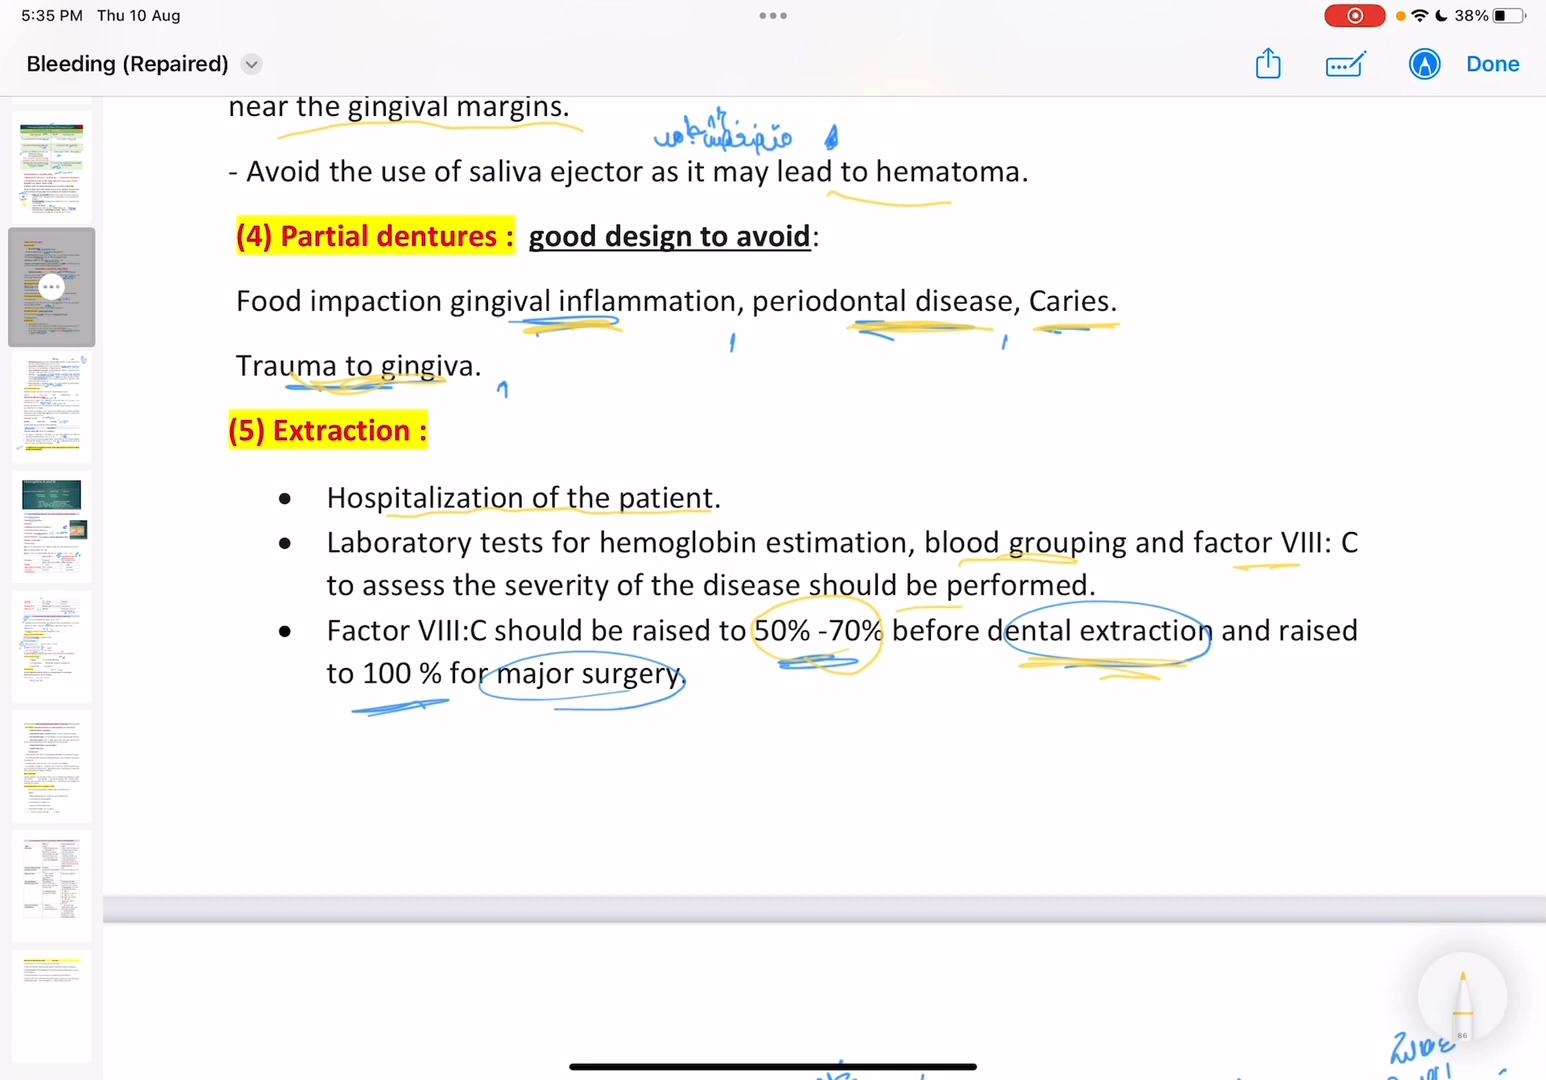 5:35 PM Thu 10 Aug
38%
Bleeding (Repaired)
Done
near the gingival margins.
- Avoid the use of saliva ejector as it may lead to hematoma.
(4) Partial dentures : good design to avoid:
Food impaction gingival inflammation, periodontal disease, Caries.
Trauma to gingiva.
(5) Extraction :
● Hospitalization of the patient.
● Laboratory tests for hemoglobin estimation, blood grouping and factor VIII: C
to assess the severity of the disease should be performed.
● Factor VIII:C should be raised to 50% -70% before dental extraction and raised
to 100 % for major surgery.
86